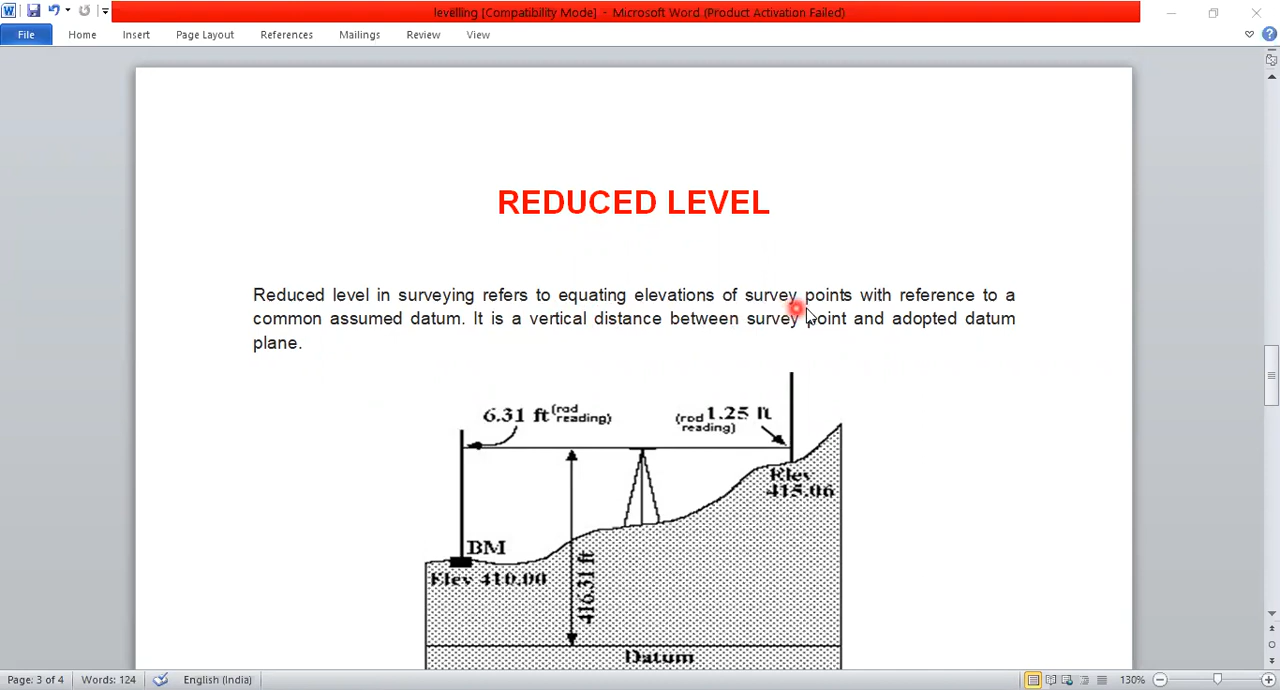 levelling [Compatibility Mode] - Microsoft Word (Product Activation Failed)
File Home Insert Page Layout References Mailings Review View
REDUCED LEVEL
Reduced level in surveying refers to equating elevations of survey points with reference to a
common assumed datum. It is a vertical distance between survey point and adopted datum
plane.
6.31 ft (rod reading)
(rod reading) 1.25 ft
Elev
415.06
BM
Elev 410.00
416.31 ft
Datum
Page: 3 of 4 Words: 124 English (India) 130%